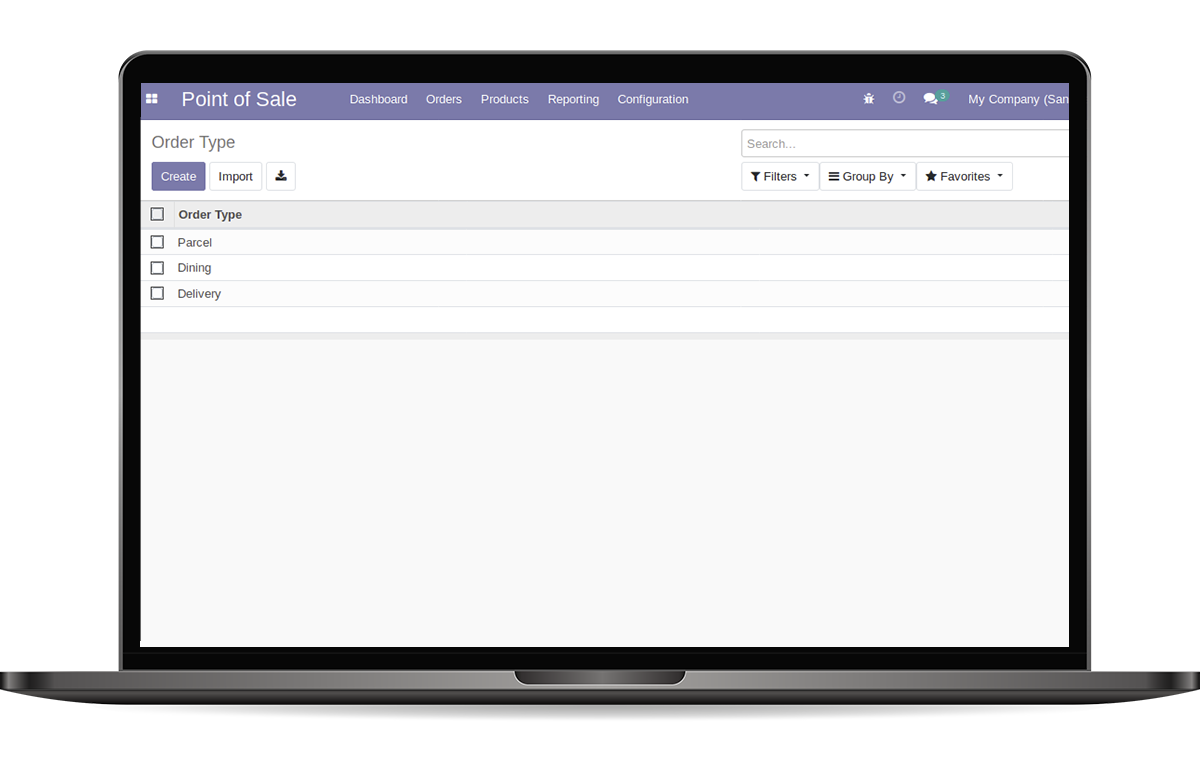 Point of Sale Dashboard Orders Products Reporting Configuration 3 My Company (San
Order Type
Search...
Create Import Filters Group By Favorites
Order Type
Parcel
Dining
Delivery